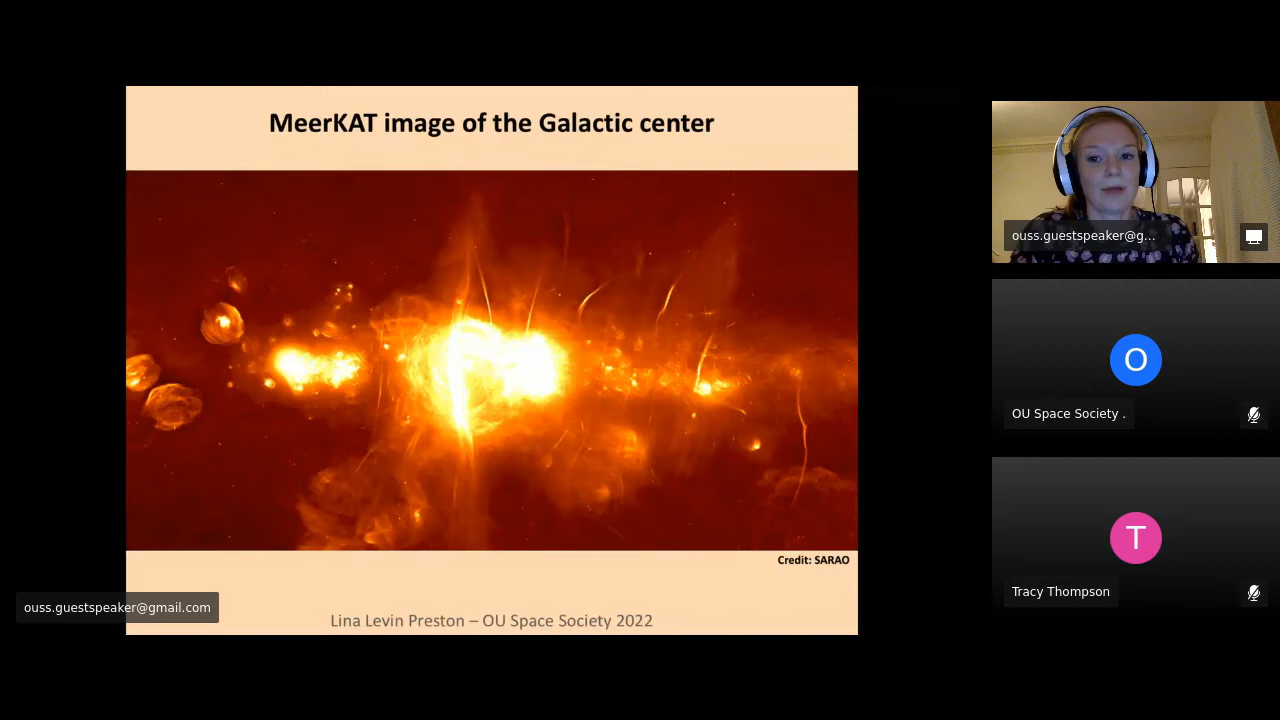 MeerKAT image of the Galactic center
Credit: SARAO
Lina Levin Preston – OU Space Society 2022
ouss.guestspeaker@gmail.com
ouss.guestspeaker@g...
O
OU Space Society .
T
Tracy Thompson